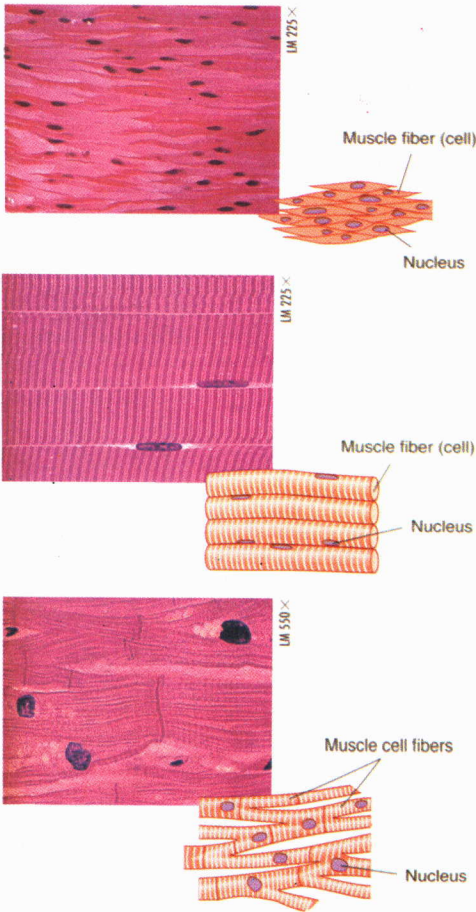 LM 225×
Muscle fiber (cell)
Nucleus
LM 225×
Muscle fiber (cell)
Nucleus
LM 550×
Muscle cell fibers
Nucleus